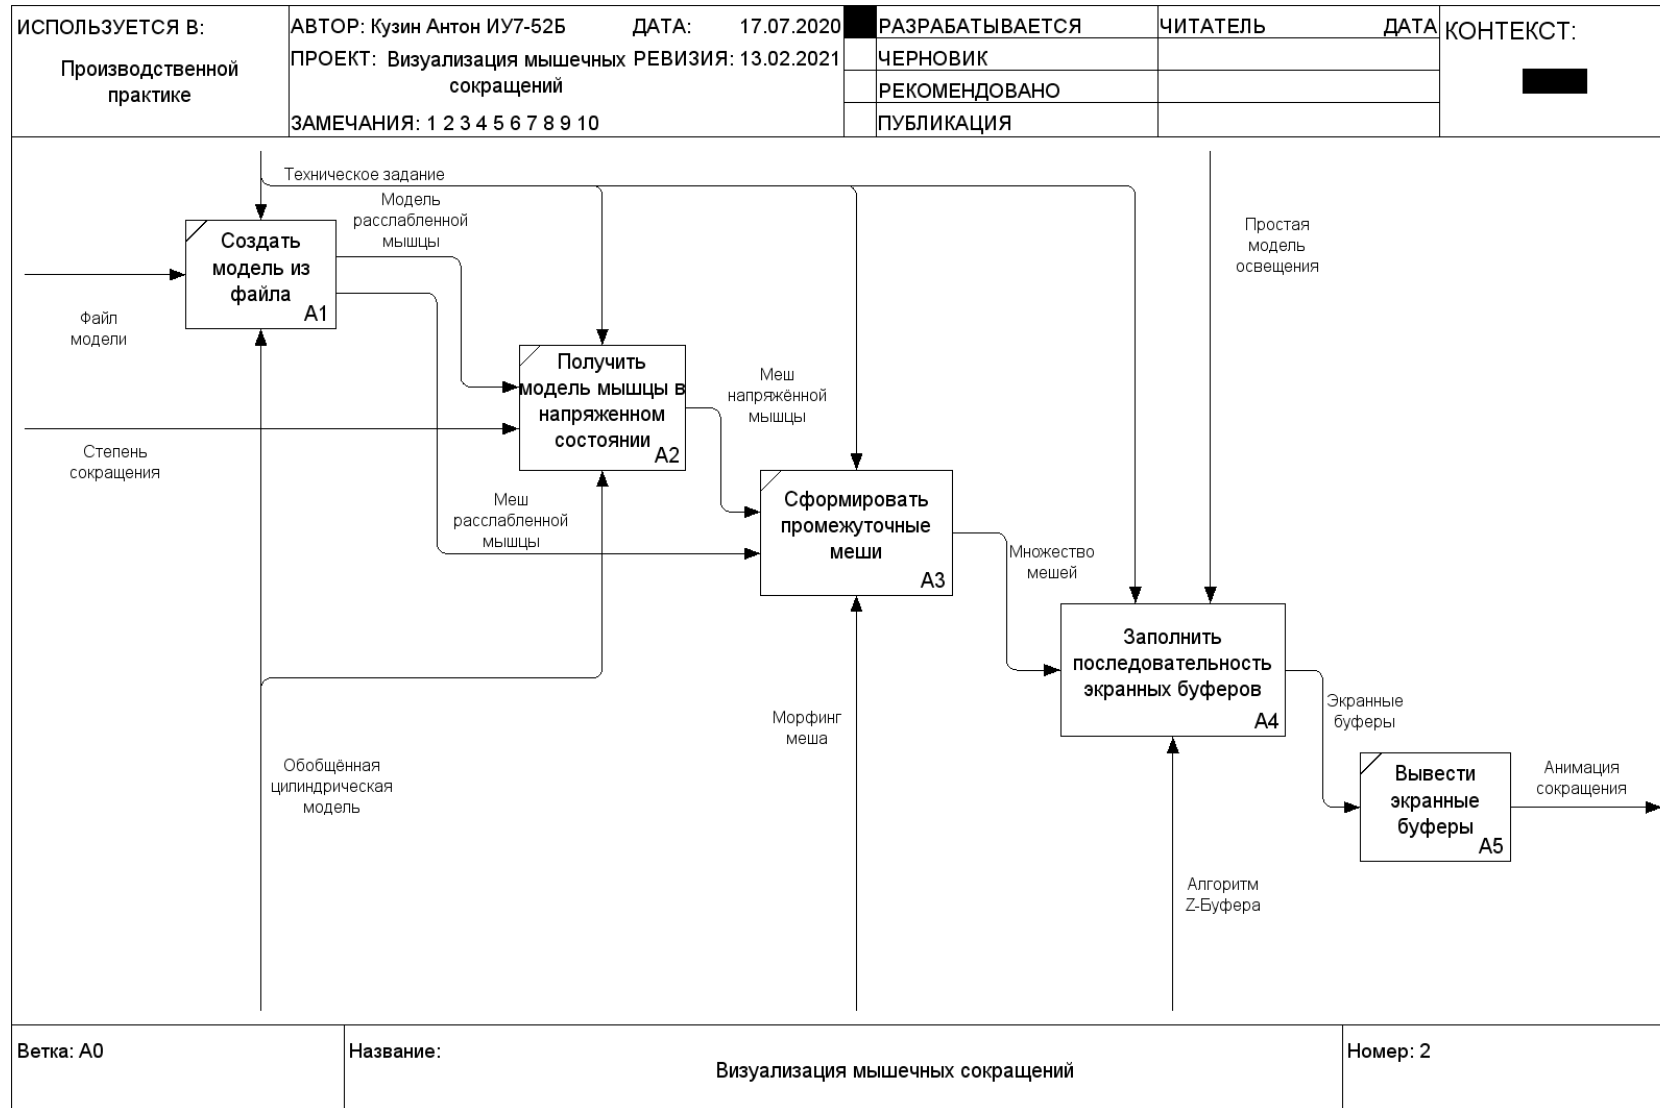 ИСПОЛЬЗУЕТСЯ В:
Производственной
практике
АВТОР: Кузин Антон ИУ7-52Б
ДАТА: 17.07.2020
ПРОЕКТ: Визуализация мышечных
сокращений
РЕВИЗИЯ: 13.02.2021
ЗАМЕЧАНИЯ: 1 2 3 4 5 6 7 8 9 10
РАЗРАБАТЫВАЕТСЯ
ЧЕРНОВИК
РЕКОМЕНДОВАНО
ПУБЛИКАЦИЯ
ЧИТАТЕЛЬ
ДАТА
КОНТЕКСТ:
Техническое задание
Модель
расслабленной
мышцы
Создать
модель из
файла
A1
Файл
модели
Простая
модель
освещения
Получить
модель мышцы в
напряженном
состоянии
A2
Меш
напряжённой
мышцы
Степень
сокращения
Меш
расслабленной
мышцы
Сформировать
промежуточные
меши
A3
Множество
мешей
Заполнить
последовательность
экранных буферов
A4
Экранные
буферы
Морфинг
меша
Обобщённая
цилиндрическая
модель
Вывести
экранные
буферы
A5
Анимация
сокращения
Алгоритм
Z-Буфера
Ветка: A0
Название:
Визуализация мышечных сокращений
Номер: 2